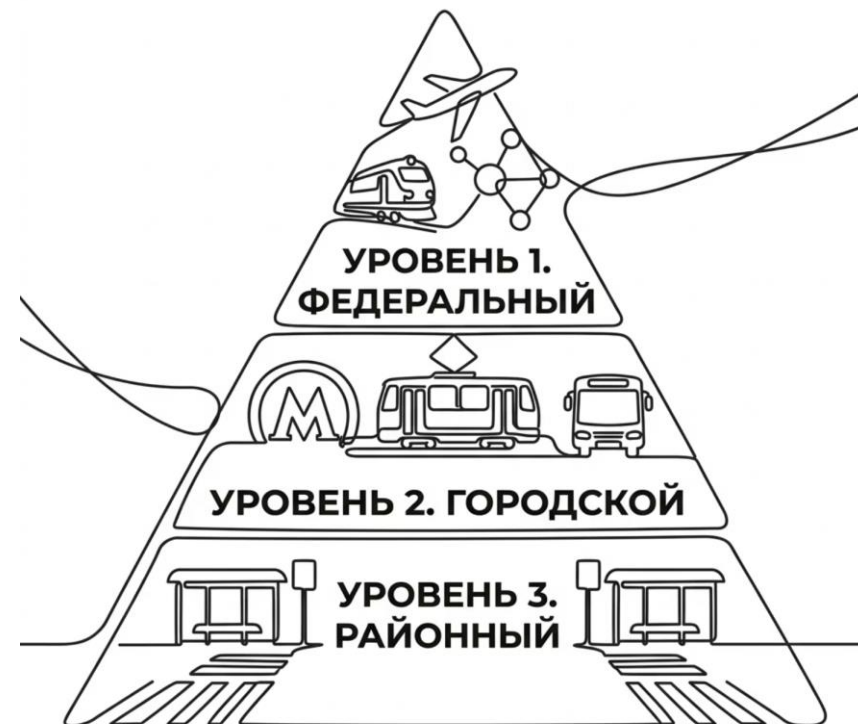 УРОВЕНЬ 1.
ФЕДЕРАЛЬНЫЙ
М
УРОВЕНЬ 2. ГОРОДСКОЙ
УРОВЕНЬ 3.
РАЙОННЫЙ